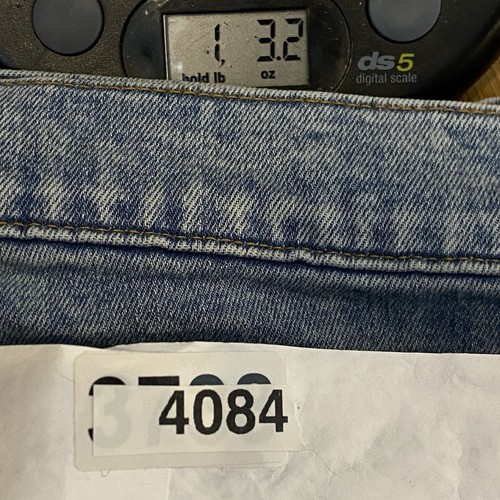 1, 3.2
hold lb oz
ds5
digital scale
4084